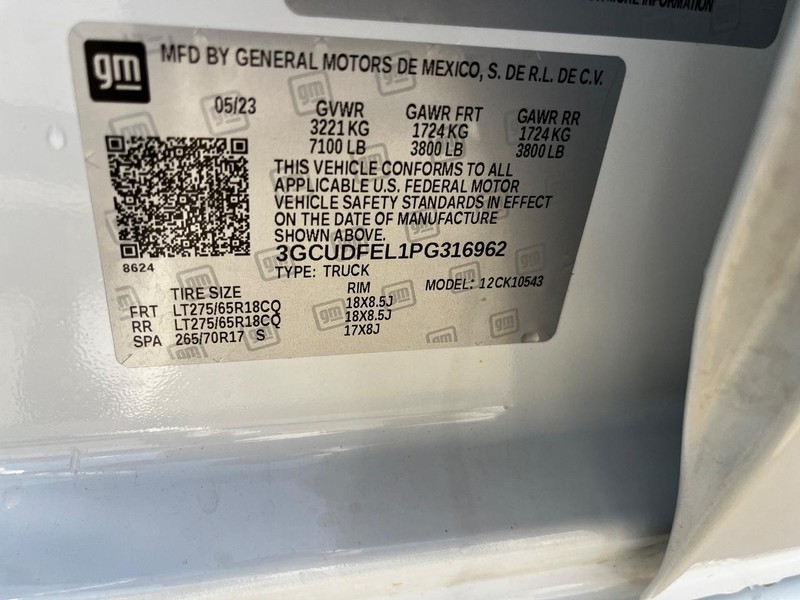 MORE INFORMATION
gm
MFD BY GENERAL MOTORS DE MEXICO, S. DE R.L. DE C.V.
05/23 GVWR GAWR FRT GAWR RR
3221 KG 1724 KG 1724 KG
7100 LB 3800 LB 3800 LB
THIS VEHICLE CONFORMS TO ALL
APPLICABLE U.S. FEDERAL MOTOR
VEHICLE SAFETY STANDARDS IN EFFECT
ON THE DATE OF MANUFACTURE
SHOWN ABOVE.
8624 3GCUDFEL1PG316962
TYPE: TRUCK MODEL: 12CK10543
TIRE SIZE RIM
FRT LT275/65R18CQ 18X8.5J
RR LT275/65R18CQ 18X8.5J
SPA 265/70R17 S 17X8J